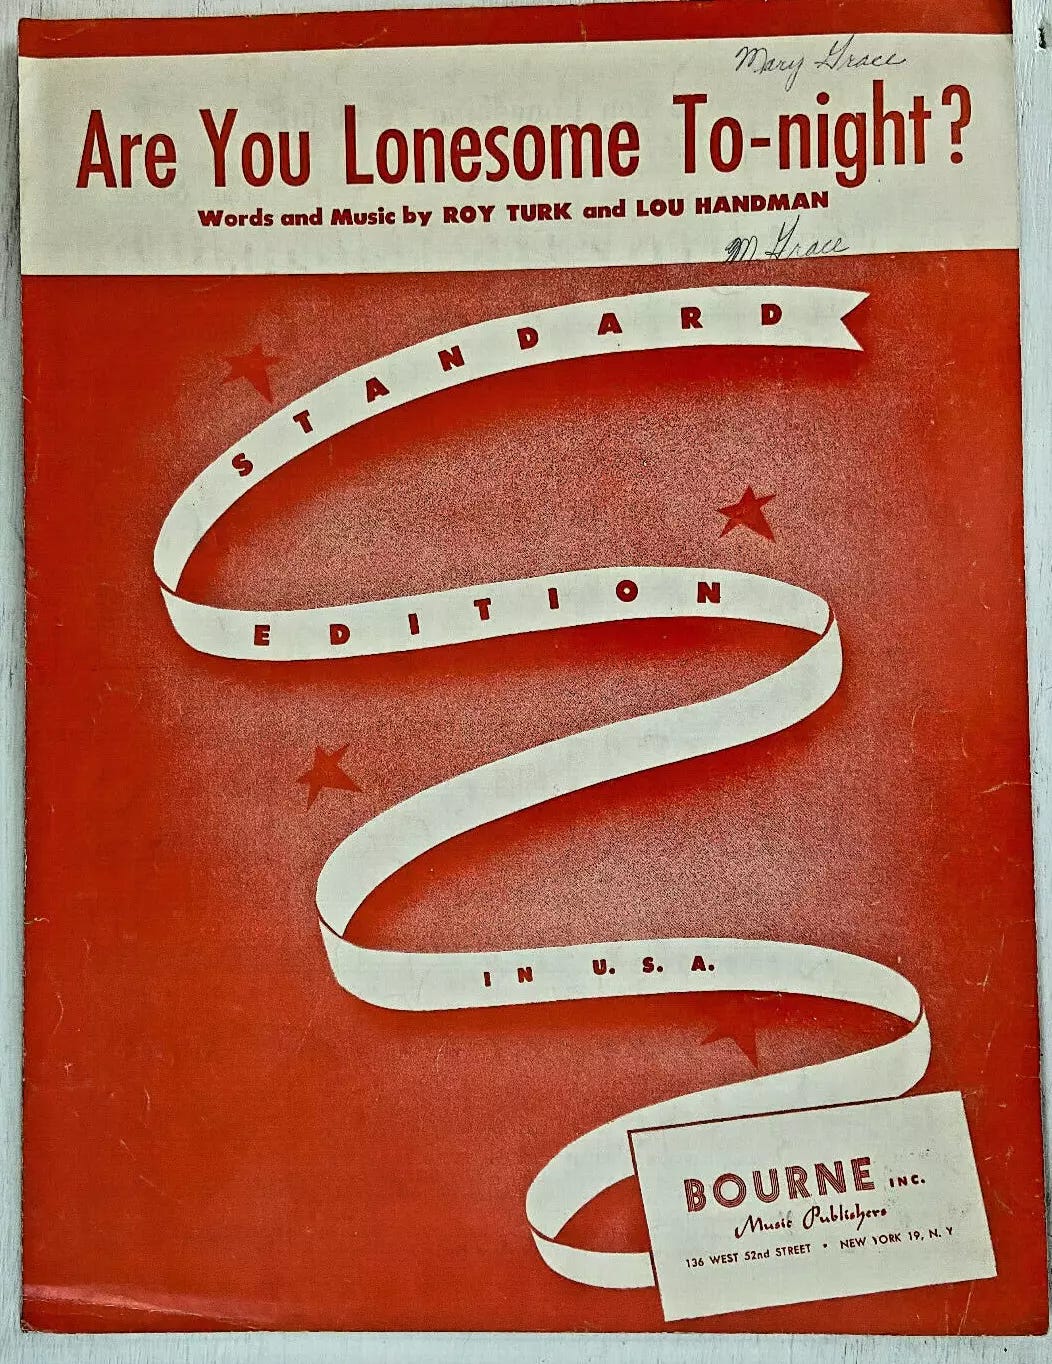 Mary Grace
Are You Lonesome To-night?
Words and Music by ROY TURK and LOU HANDMAN
M Grace
STANDARD
EDITION
IN U. S. A.
BOURNE INC.
Music Publishers
136 WEST 52nd STREET • NEW YORK 19, N. Y